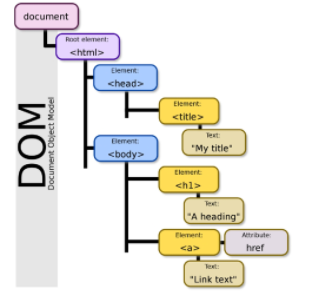 document
Root element:
<html>
Element:
<head>
Element:
<title>
Text:
"My title"
Element:
<body>
Element:
<h1>
Text:
"A heading"
Element:
<a>
Attribute:
href
Text:
"Link text"
DOM
Document Object Model